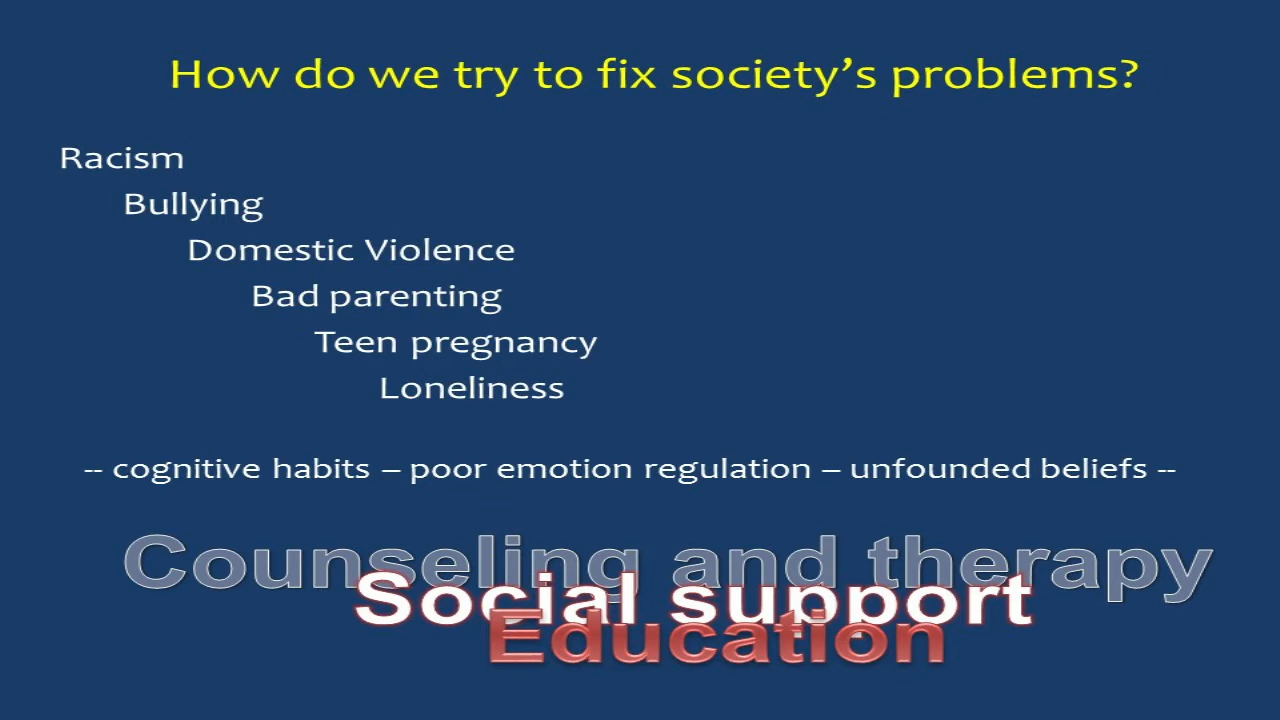 How do we try to fix society’s problems?
Racism
Bullying
Domestic Violence
Bad parenting
Teen pregnancy
Loneliness
-- cognitive habits – poor emotion regulation – unfounded beliefs --
Counseling and therapy
Social support
Education